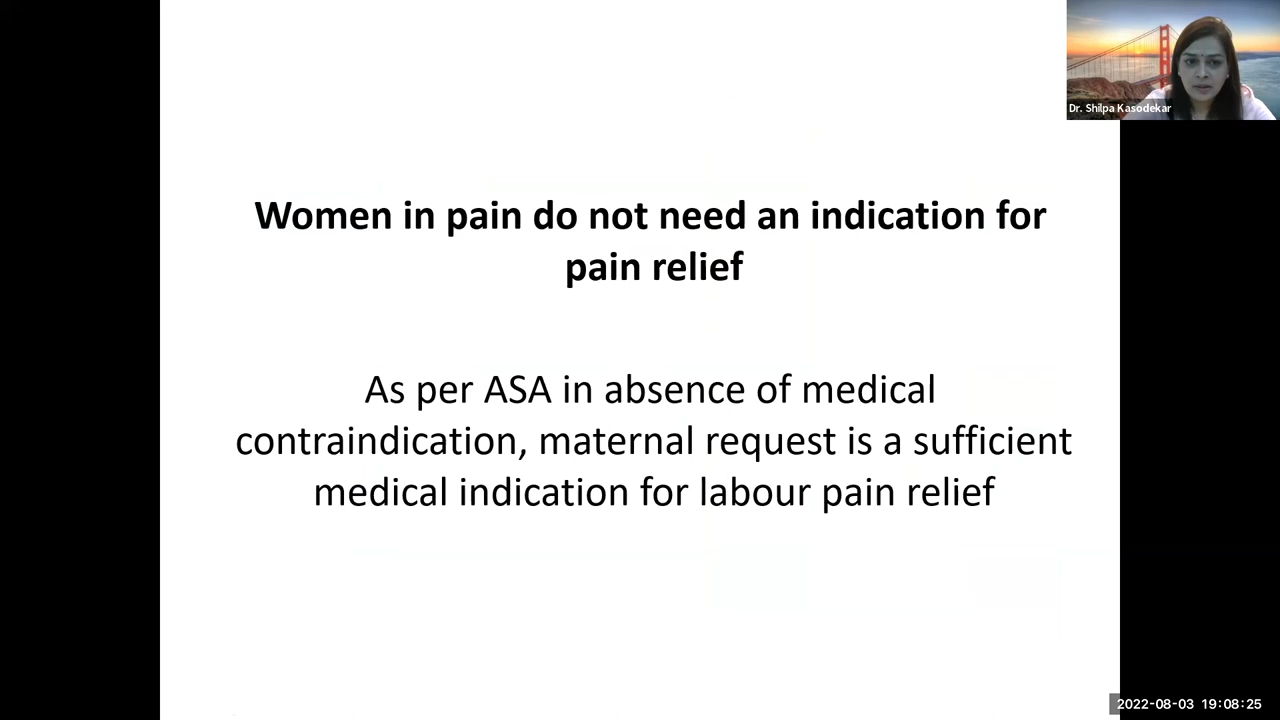 Dr. Shilpa Kasodekar
Women in pain do not need an indication for
pain relief
As per ASA in absence of medical
contraindication, maternal request is a sufficient
medical indication for labour pain relief
2022-08-03 19:08:25